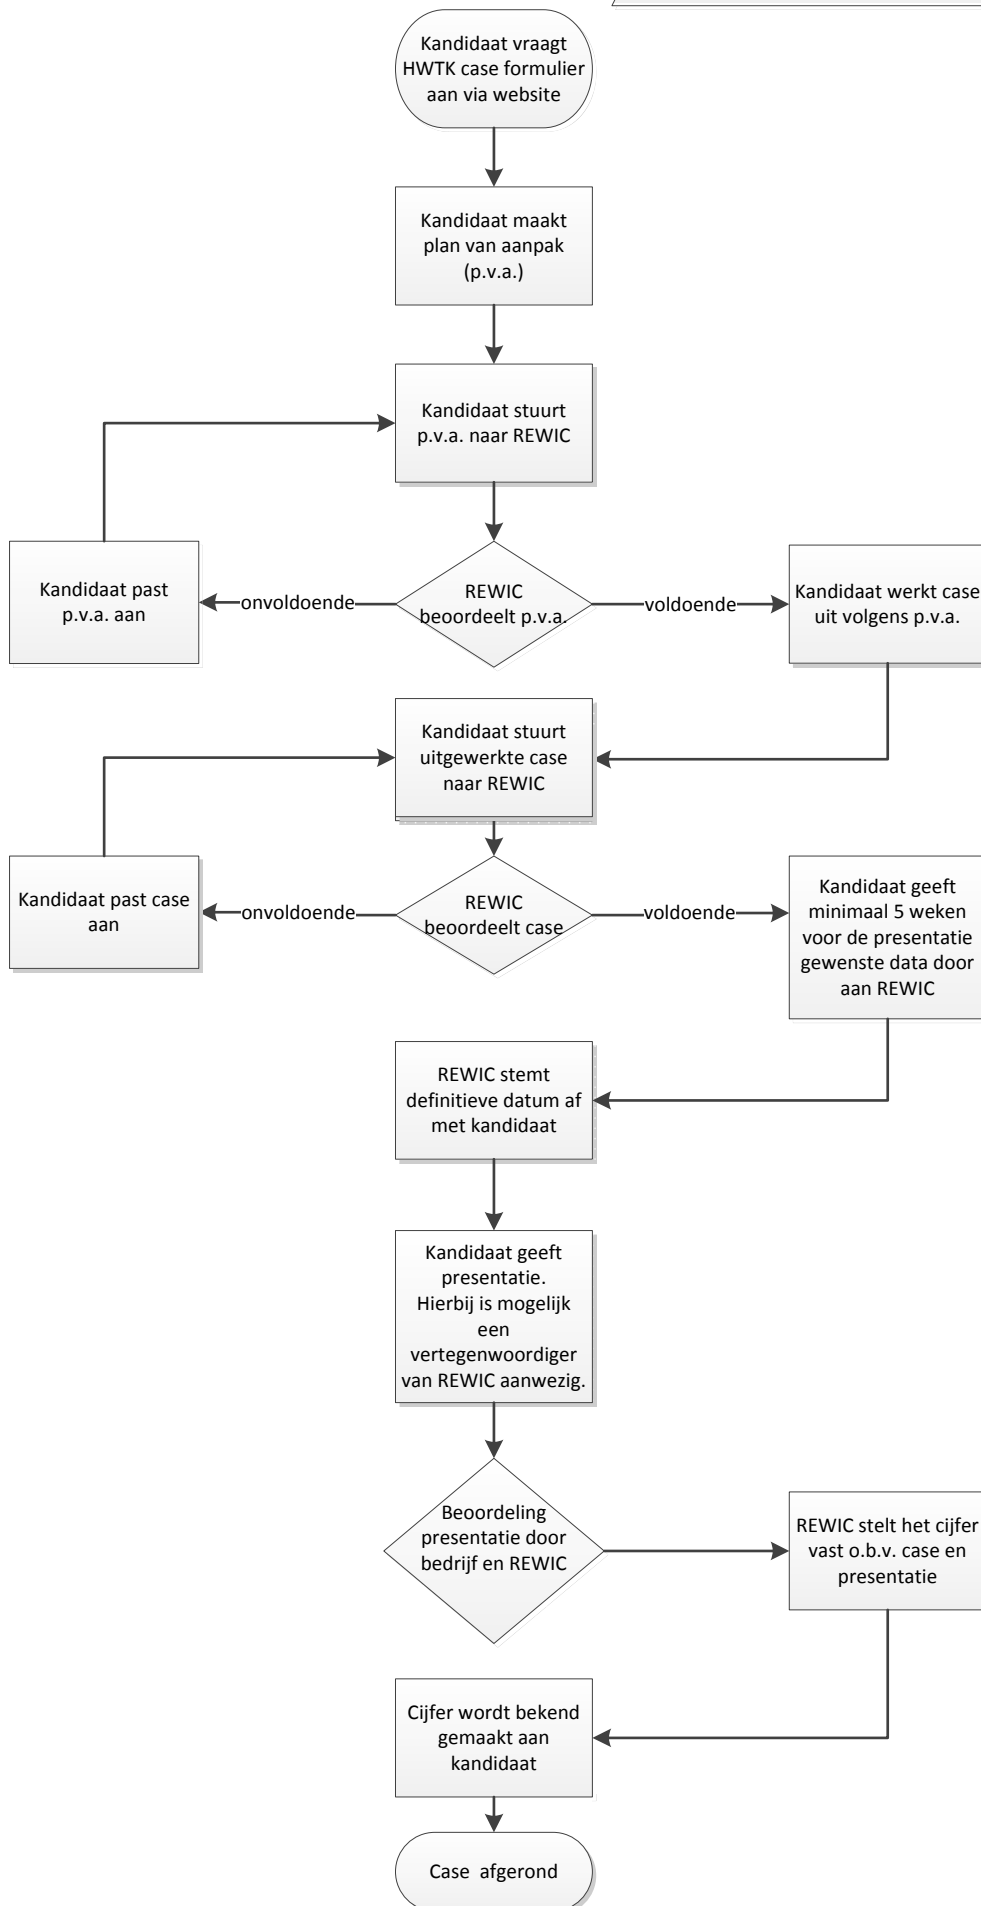 Kandidaat vraagt
HWTK case formulier
aan via website
Kandidaat maakt
plan van aanpak
(p.v.a.)
Kandidaat stuurt
p.v.a. naar REWIC
Kandidaat past
p.v.a. aan
onvoldoende
REWIC
beoordeelt p.v.a.
voldoende
Kandidaat werkt case
uit volgens p.v.a.
Kandidaat stuurt
uitgewerkte case
naar REWIC
Kandidaat past case
aan
onvoldoende
REWIC
beoordeelt case
voldoende
Kandidaat geeft
minimaal 5 weken
voor de presentatie
gewenste data door
aan REWIC
REWIC stemt
definitieve datum af
met kandidaat
Kandidaat geeft
presentatie.
Hierbij is mogelijk
een
vertegenwoordiger
van REWIC aanwezig.
Beoordeling
presentatie door
bedrijf en REWIC
REWIC stelt het cijfer
vast o.b.v. case en
presentatie
Cijfer wordt bekend
gemaakt aan
kandidaat
Case afgerond